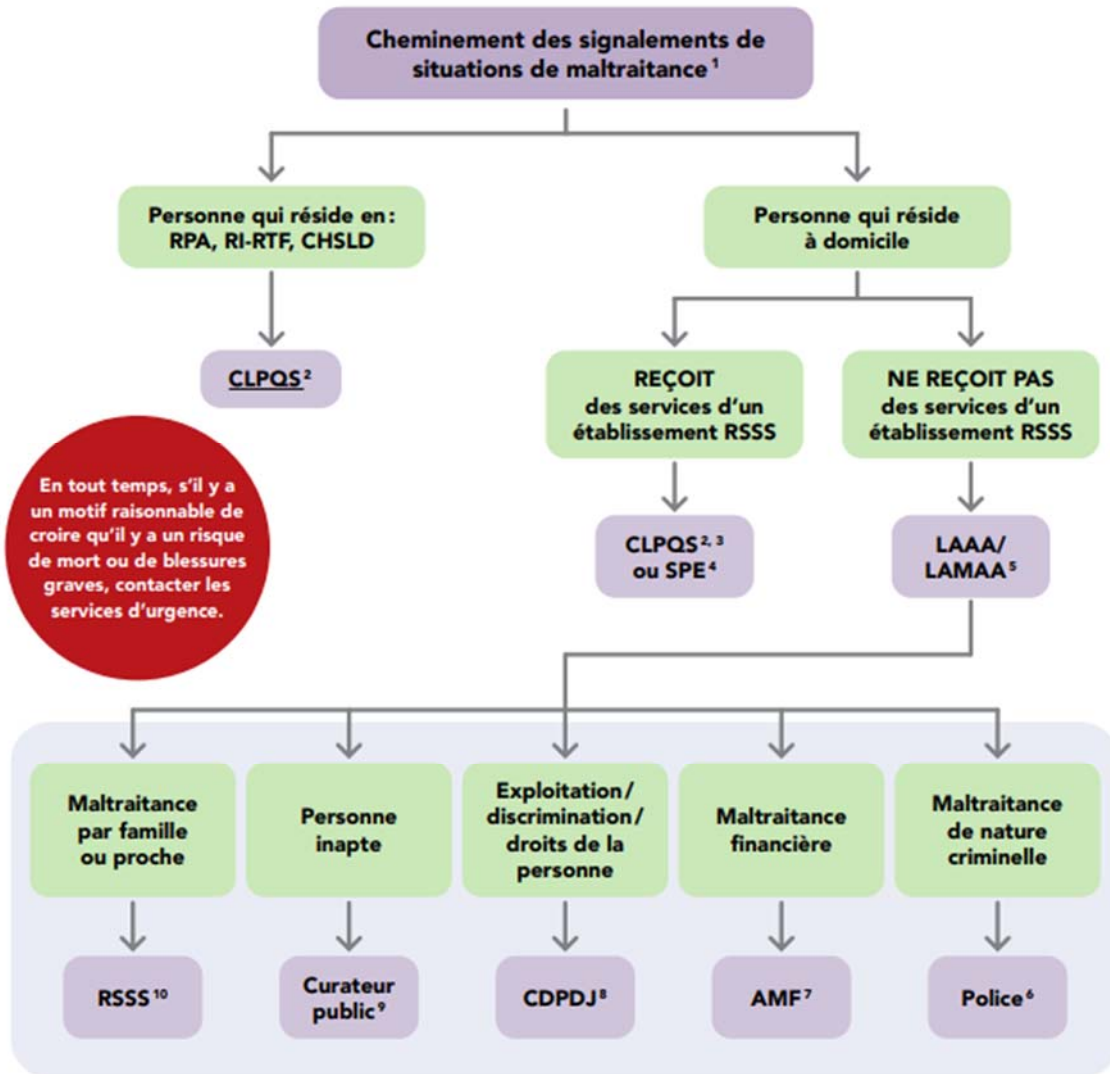 Cheminement des signalements de
situations de maltraitance 1
Personne qui réside en :
RPA, RI-RTF, CHSLD
Personne qui réside
à domicile
CLPQS 2
REÇOIT
des services d'un
établissement RSSS
NE REÇOIT PAS
des services d'un
établissement RSSS
En tout temps, s'il y a
un motif raisonnable de
croire qu'il y a un risque
de mort ou de blessures
graves, contacter les
services d'urgence.
CLPQS 2, 3
ou SPE 4
LAAA/
LAMAA 5
Maltraitance
par famille
ou proche
Personne
inapte
Exploitation/
discrimination/
droits de la
personne
Maltraitance
financière
Maltraitance
de nature
criminelle
RSSS 10
Curateur
public 9
CDPDJ 8
AMF 7
Police 6